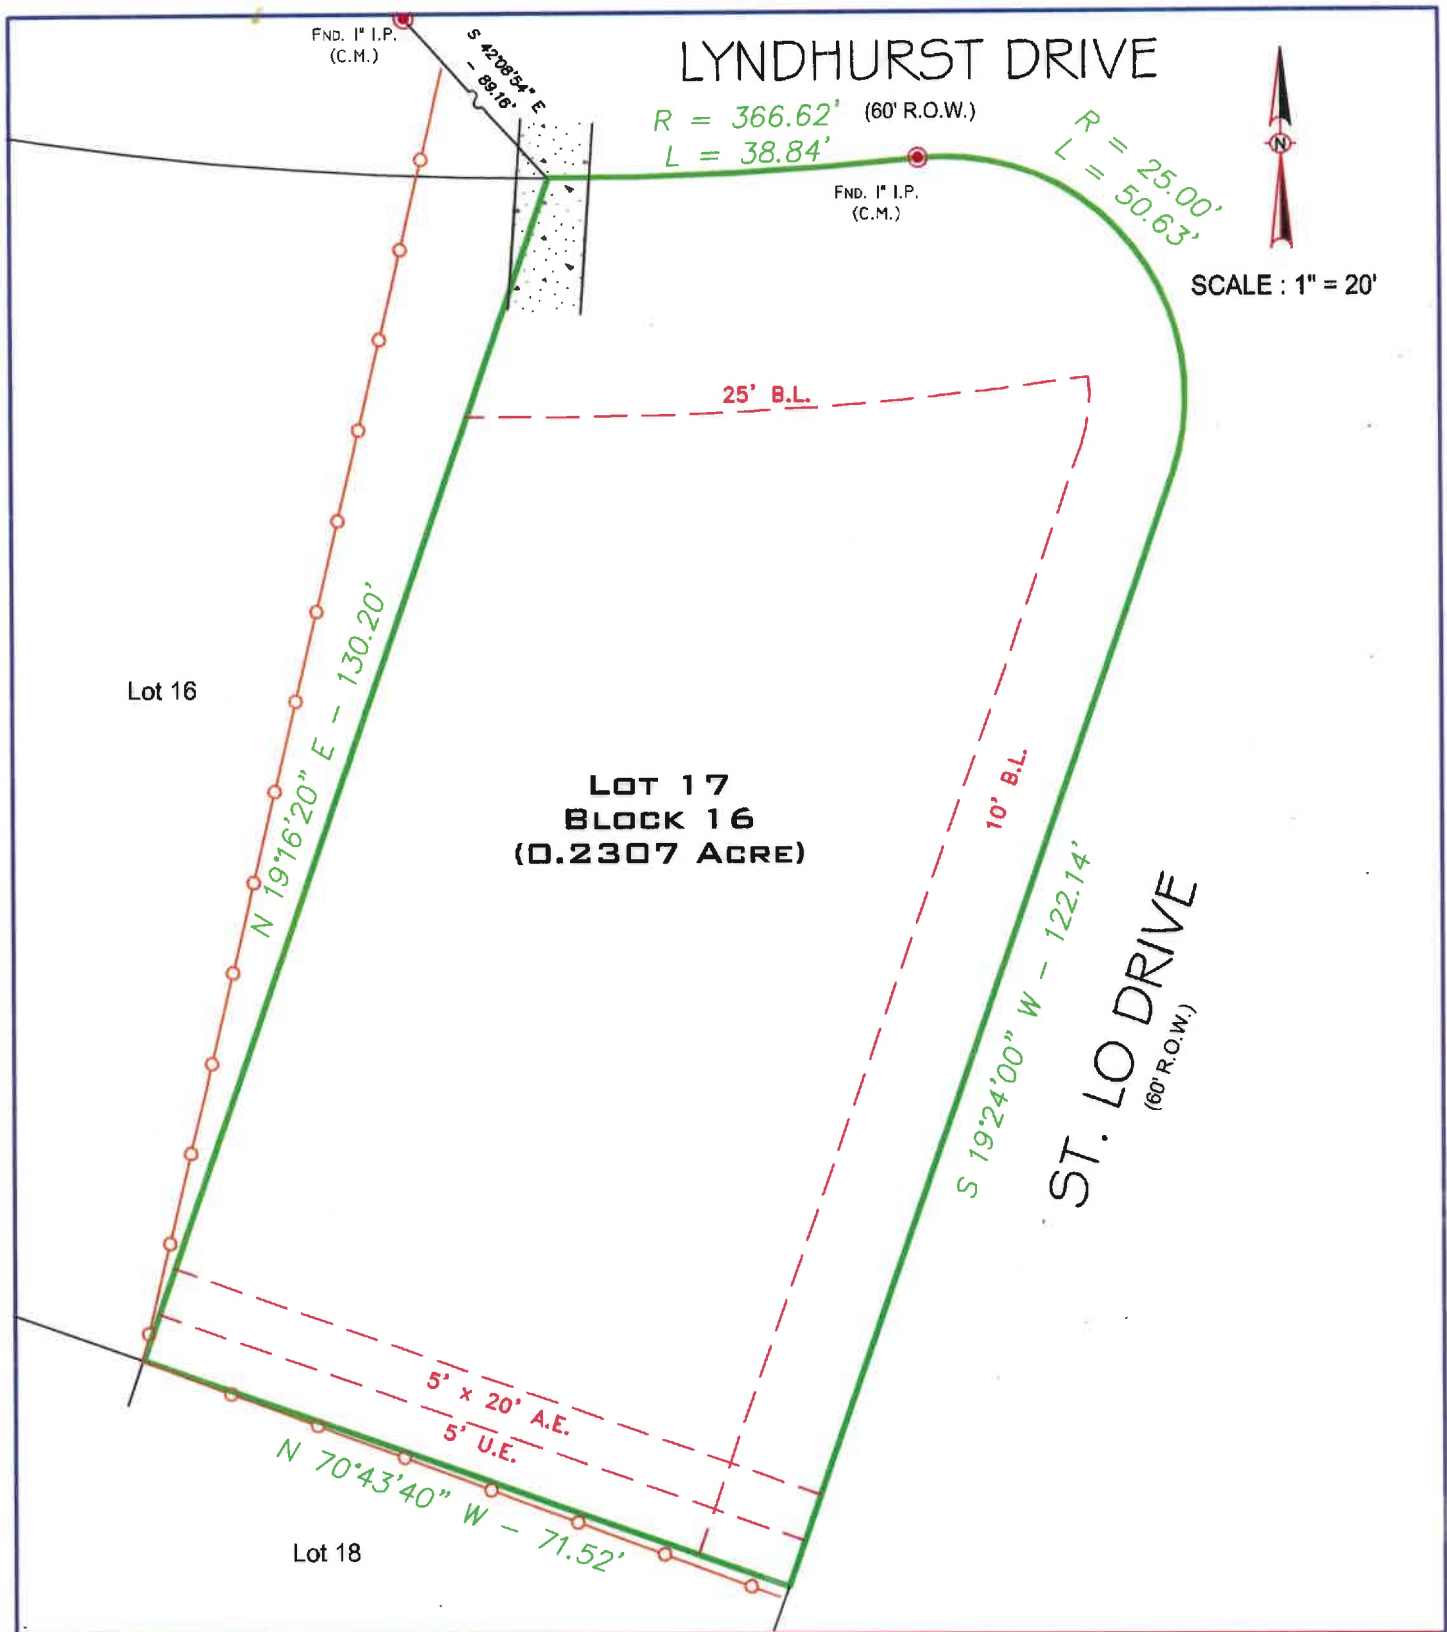 FND. 1" I.P.
(C.M.)
S 42°08'54" E
- 89.16'
LYNDHURST DRIVE
(60' R.O.W.)
R = 366.62'
L = 38.84'
FND. 1" I.P.
(C.M.)
R = 25.00'
L = 50.63'
N
SCALE : 1" = 20'
25' B.L.
N 19°16'20" E - 130.20'
Lot 16
LOT 17
BLOCK 16
(0.2307 ACRE)
10' B.L.
S 19°24'00" W - 122.14'
ST. LO DRIVE
(60' R.O.W.)
5' x 20' A.E.
5' U.E.
N 70°43'40" W - 71.52'
Lot 18